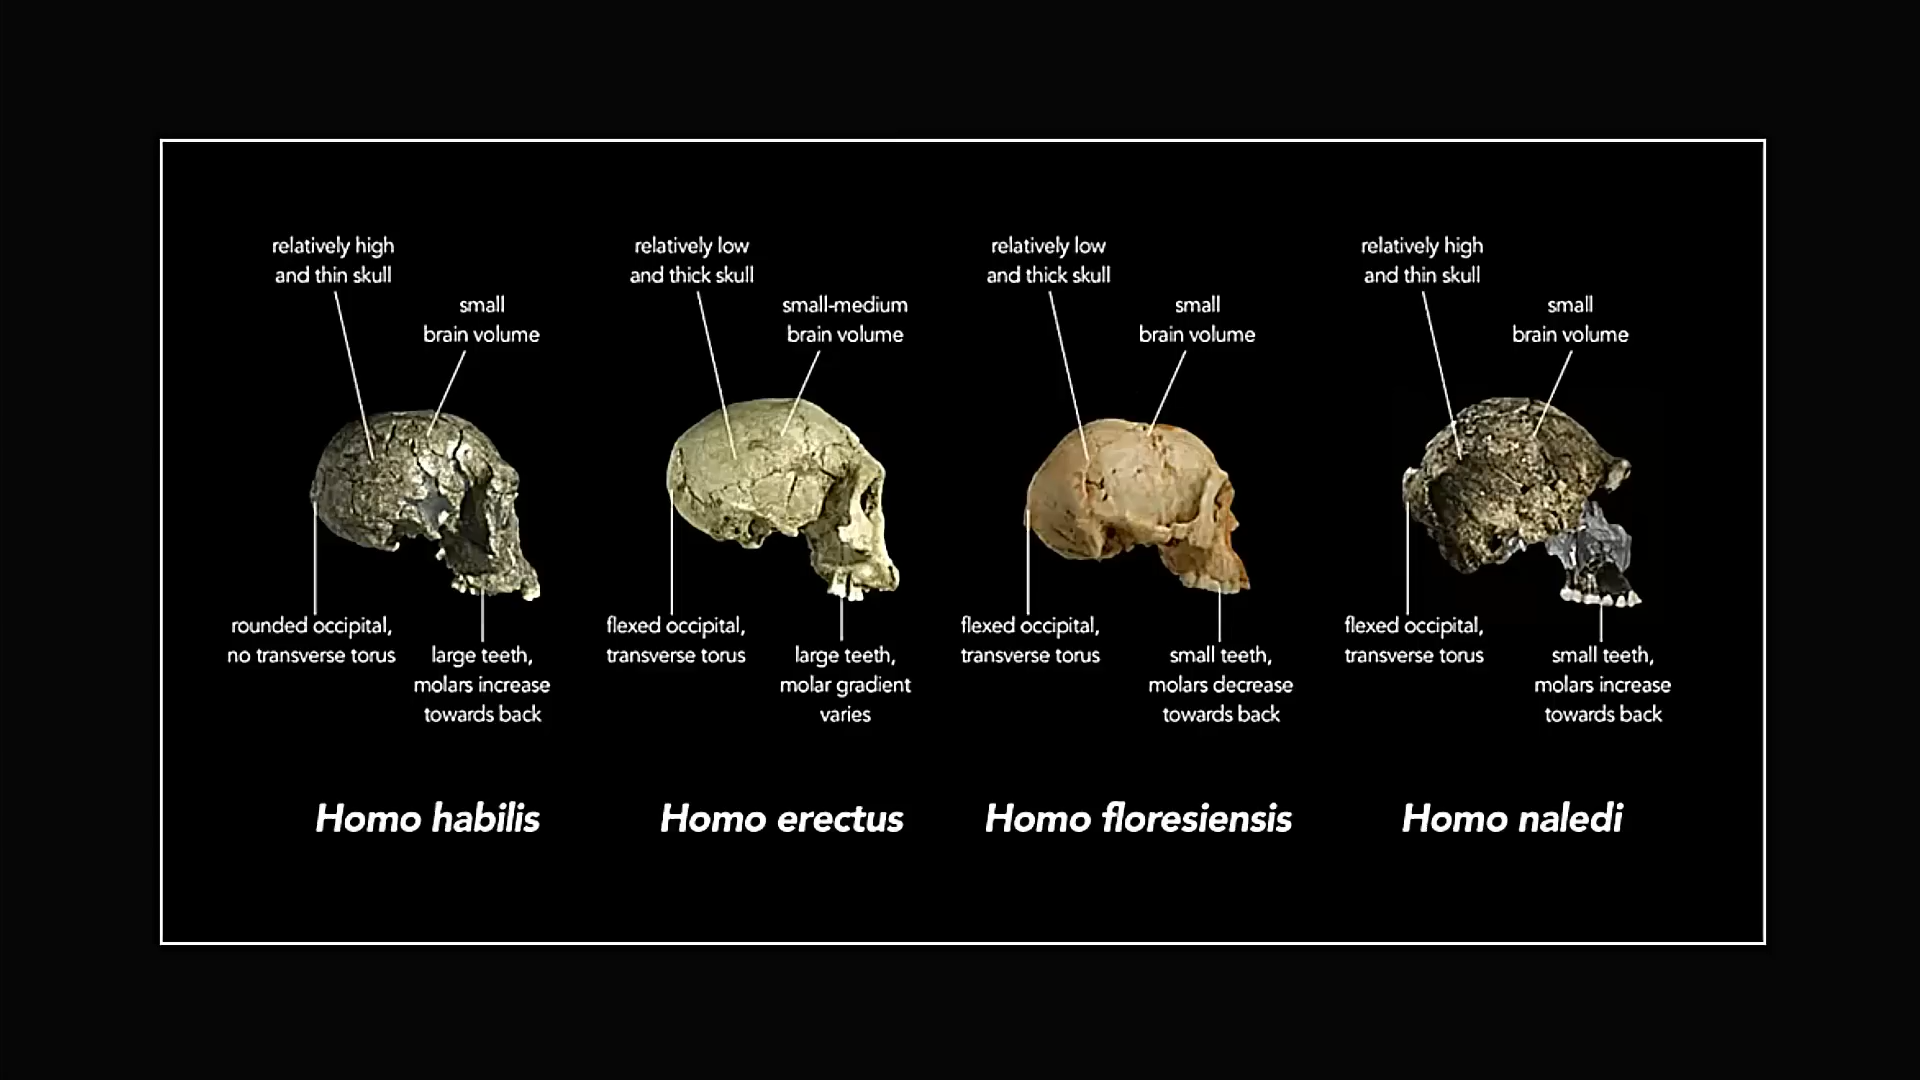 relatively high
and thin skull
small
brain volume
rounded occipital,
no transverse torus
large teeth,
molars increase
towards back
Homo habilis
relatively low
and thick skull
small-medium
brain volume
flexed occipital,
transverse torus
large teeth,
molar gradient
varies
Homo erectus
relatively low
and thick skull
small
brain volume
flexed occipital,
transverse torus
small teeth,
molars decrease
towards back
Homo floresiensis
relatively high
and thin skull
small
brain volume
flexed occipital,
transverse torus
small teeth,
molars increase
towards back
Homo naledi